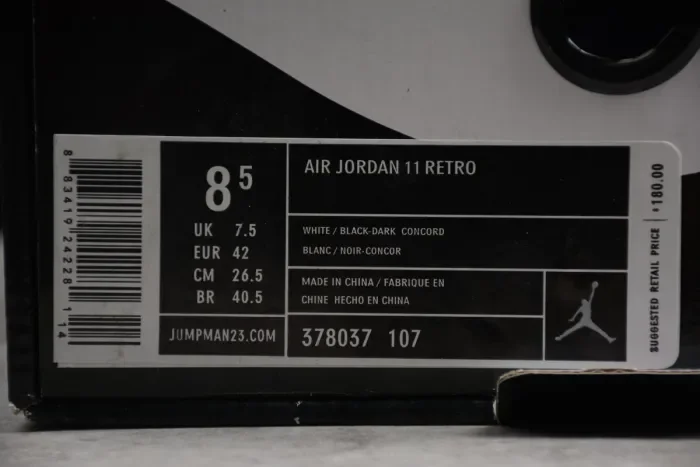 8 83419 24228 1 14
8 5
UK 7.5
EUR 42
CM 26.5
BR 40.5
JUMPMAN23.COM
AIR JORDAN 11 RETRO
WHITE / BLACK-DARK CONCORD
BLANC / NOIR-CONCOR
MADE IN CHINA / FABRIQUE EN
CHINE HECHO EN CHINA
378037 107
SUGGESTED RETAIL PRICE $180.00